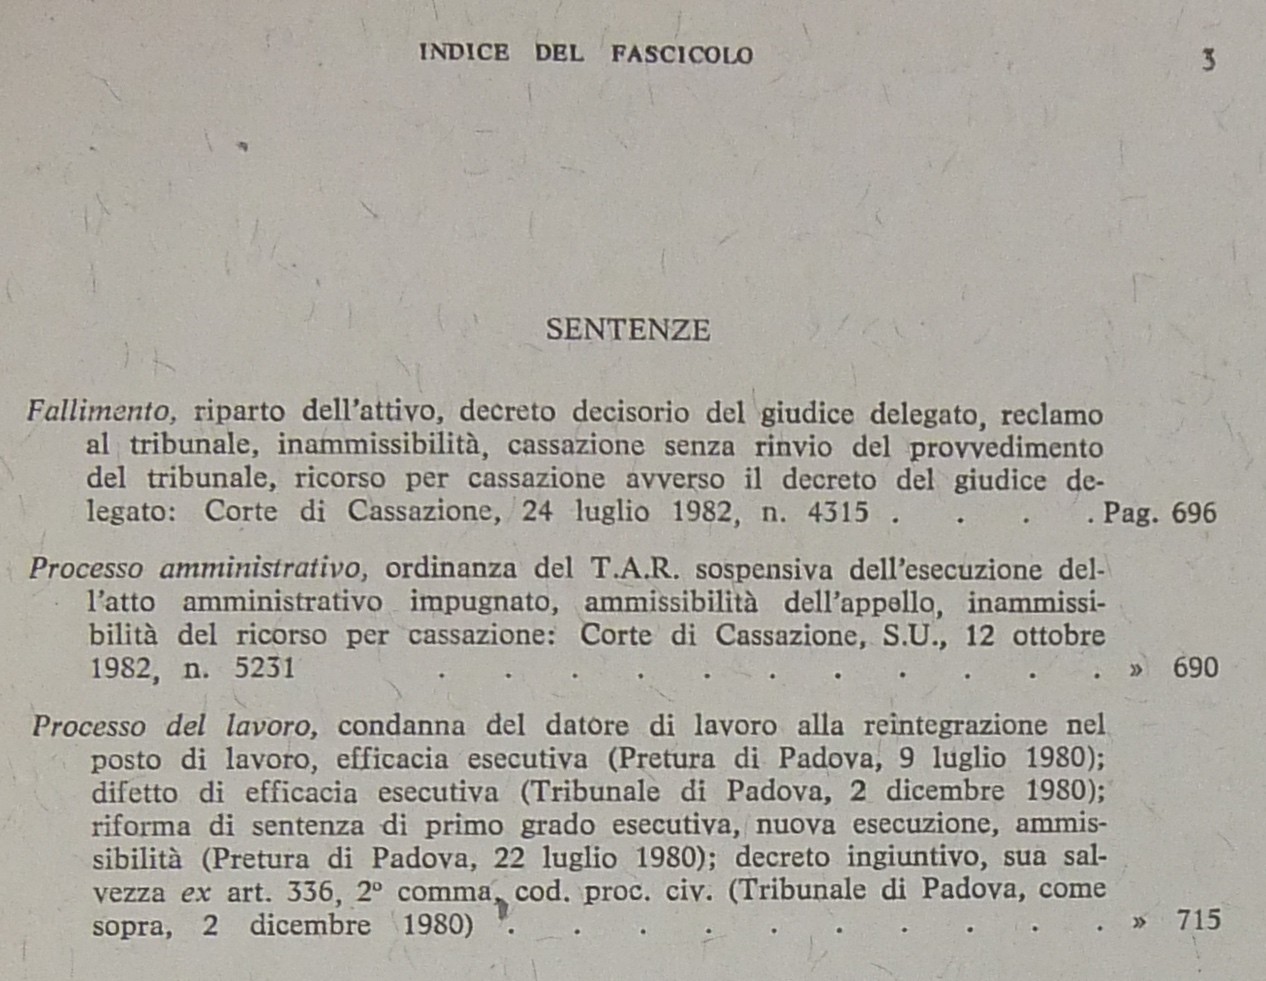 INDICE DEL FASCICOLO 3
SENTENZE
Fallimento, riparto dell'attivo, decreto decisorio del giudice delegato, reclamo
al tribunale, inammissibilità, cassazione senza rinvio del provvedimento
del tribunale, ricorso per cassazione avverso il decreto del giudice de-
legato: Corte di Cassazione, 24 luglio 1982, n. 4315 . . . . Pag. 696
Processo amministrativo, ordinanza del T.A.R. sospensiva dell'esecuzione del-
l'atto amministrativo impugnato, ammissibilità dell'appello, inammissi-
bilità del ricorso per cassazione: Corte di Cassazione, S.U., 12 ottobre
1982, n. 5231 . . . . . . . . . . . » 690
Processo del lavoro, condanna del datore di lavoro alla reintegrazione nel
posto di lavoro, efficacia esecutiva (Pretura di Padova, 9 luglio 1980);
difetto di efficacia esecutiva (Tribunale di Padova, 2 dicembre 1980);
riforma di sentenza di primo grado esecutiva, nuova esecuzione, ammis-
sibilità (Pretura di Padova, 22 luglio 1980); decreto ingiuntivo, sua sal-
vezza ex art. 336, 2º comma, cod. proc. civ. (Tribunale di Padova, come
sopra, 2 dicembre 1980) . . . . . . . . . . » 715